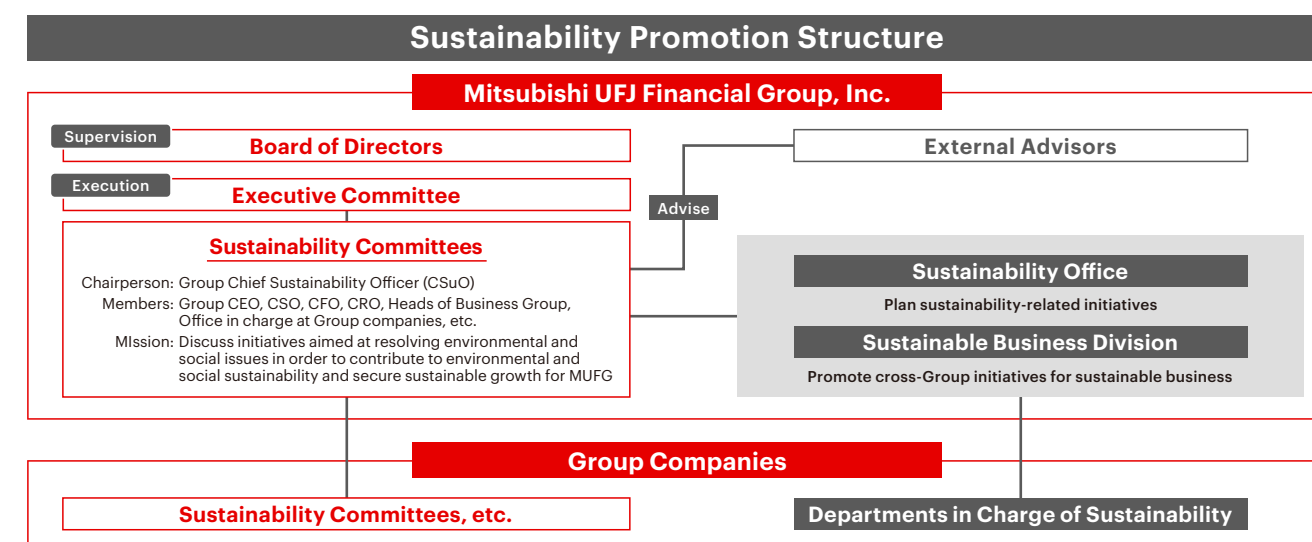 Sustainability Promotion Structure
Mitsubishi UFJ Financial Group, Inc.
Supervision
Board of Directors
External Advisors
Execution
Executive Committee
Advise
Sustainability Committees
Chairperson: Group Chief Sustainability Officer (CSuO)
Members: Group CEO, CSO, CFO, CRO, Heads of Business Group,
Office in charge at Group companies, etc.
MIssion: Discuss initiatives aimed at resolving environmental and
social issues in order to contribute to environmental and
social sustainability and secure sustainable growth for MUFG
Sustainability Office
Plan sustainability-related initiatives
Sustainable Business Division
Promote cross-Group initiatives for sustainable business
Group Companies
Sustainability Committees, etc.
Departments in Charge of Sustainability